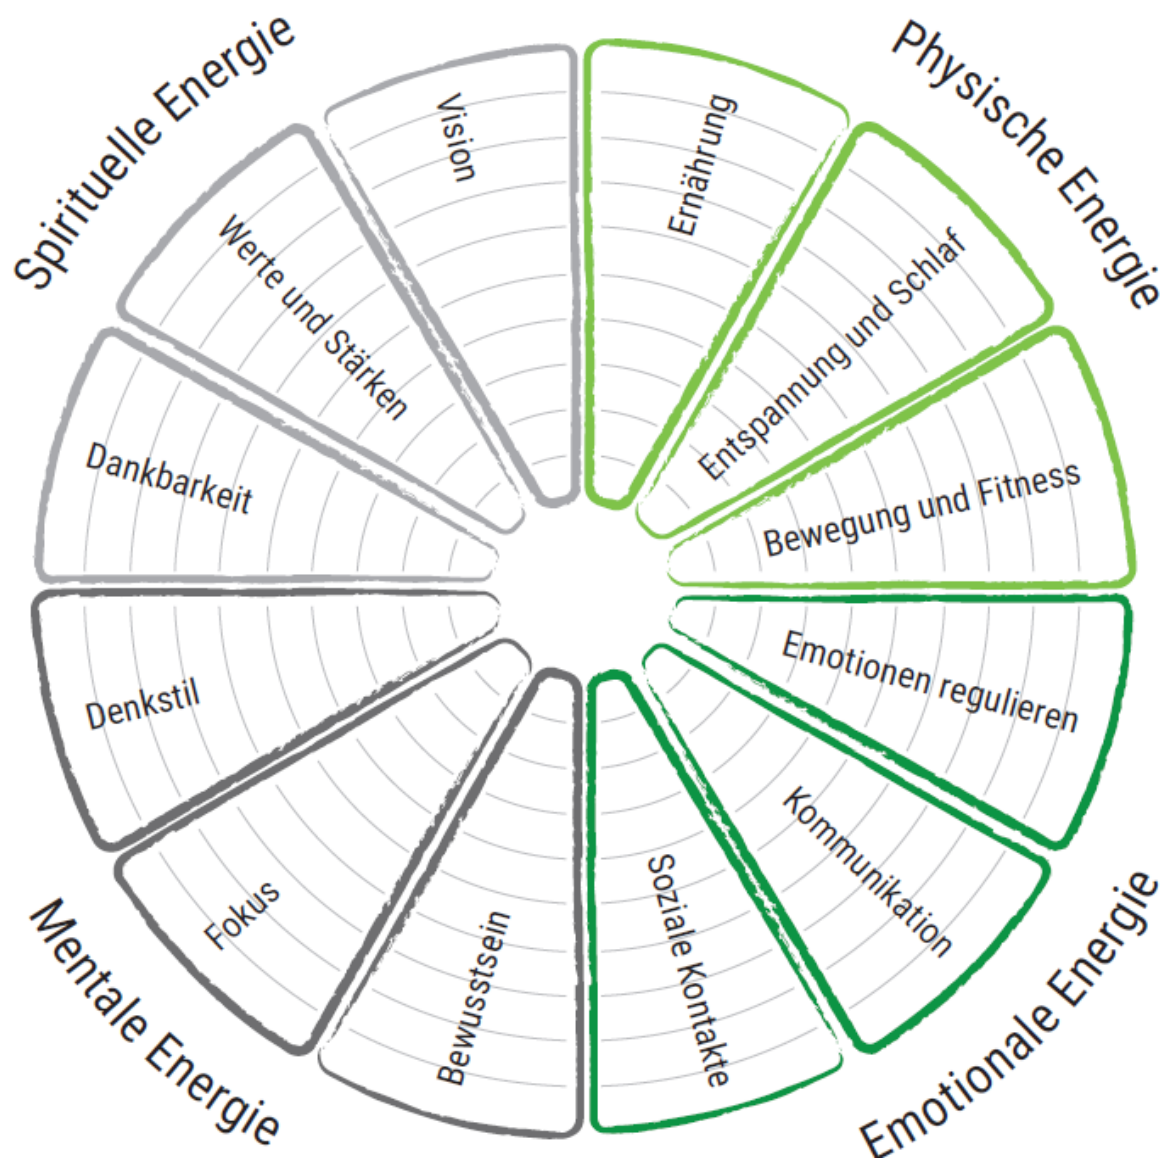 Physische Energie
Ernährung
Entspannung und Schlaf
Bewegung und Fitness
Emotionale Energie
Emotionen regulieren
Kommunikation
Soziale Kontakte
Mentale Energie
Bewusstsein
Fokus
Denkstil
Spirituelle Energie
Dankbarkeit
Werte und Stärken
Vision